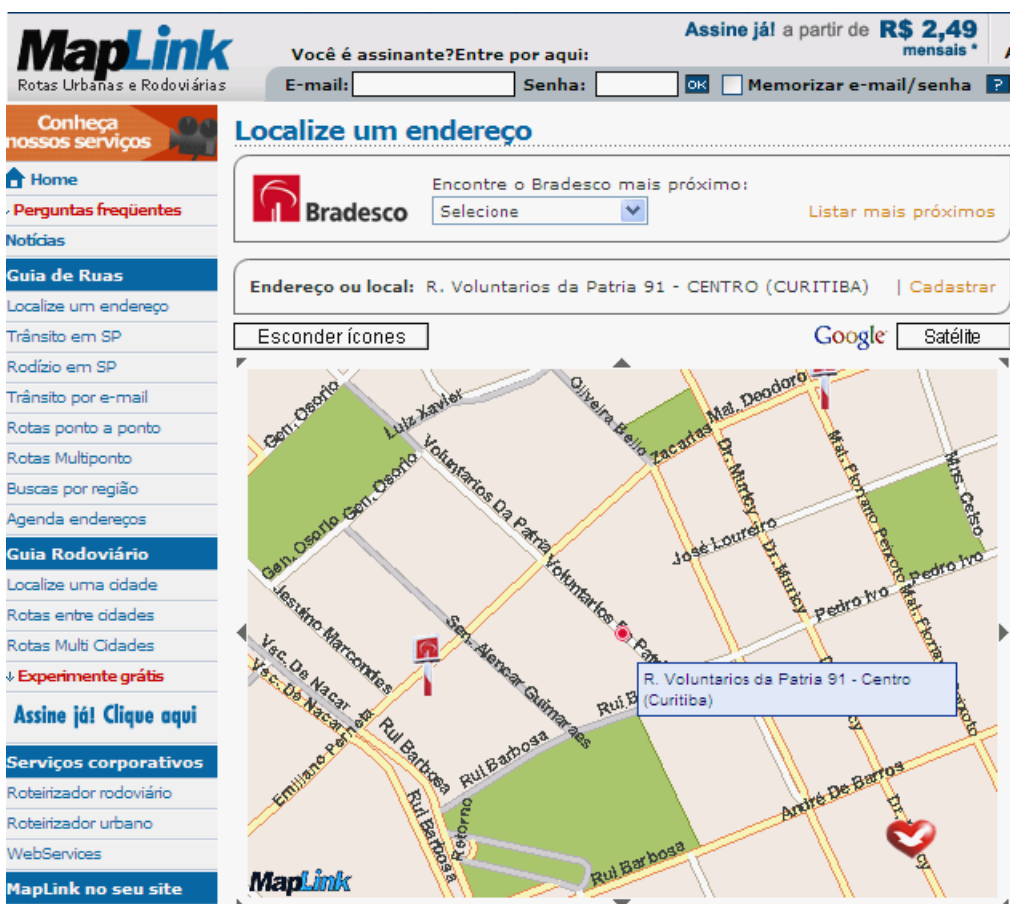 MapLink
Rotas Urbanas e Rodoviárias
Assine já! a partir de R$ 2,49
mensais *
Você é assinante?Entre por aqui:
E-mail:
Senha:
OK
Memorizar e-mail/senha
?
Conheça
nossos serviços
Home
Perguntas freqüentes
Notícias
Guia de Ruas
Localize um endereço
Trânsito em SP
Rodízio em SP
Trânsito por e-mail
Rotas ponto a ponto
Rotas Multiponto
Buscas por região
Agenda endereços
Guia Rodoviário
Localize uma cidade
Rotas entre cidades
Rotas Multi Cidades
Experimente grátis
Assine já! Clique aqui
Serviços corporativos
Roteirizador rodoviário
Roteirizador urbano
WebServices
MapLink no seu site
Localize um endereço
Bradesco
Encontre o Bradesco mais próximo:
Selecione
Listar mais próximos
Endereço ou local: R. Voluntarios da Patria 91 - CENTRO (CURITIBA) | Cadastrar
Esconder ícones
Google
Satélite
Gen. Osorio
Luiz Xavier
Oliveira Bello
Mal. Deodoro
Zacarias
Gen. Osorio
Gen. Osorio
Voluntarios Da Patria
Dr. Muricy
Mal. Floriano Peixoto
Mns. Celso
José Loureiro
Dr. Muricy
Pedro Ivo
Pedro Ivo
Voluntarios Da Patria
Jesuino Marcondes
Sen. Alencar Guimaraes
Visc. De Nacar
Visc. De Nacar
R. Voluntarios da Patria 91 - Centro
(Curitiba)
Rui B
Rui Barbosa
Rui Barbosa
Emiliano Perneta
Rui Barbosa
Retorno
André De Barros
Rui Barbosa
MapLink